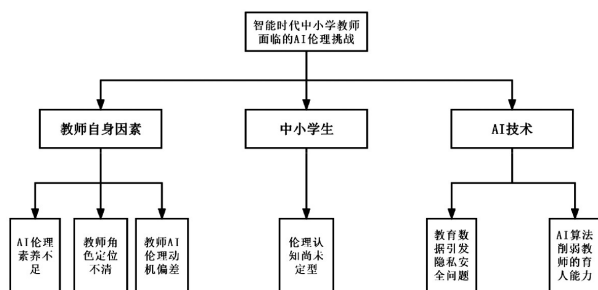 智能时代中小学教师
面临的AI伦理挑战
教师自身因素
中小学生
AI技术
AI伦理
素养不
足
教师角
色定位
不清
教师AI
伦理动
机偏差
伦理认
知尚未
定型
教育数
据引发
隐私安
全问题
AI算法
削弱教
师的育
人能力